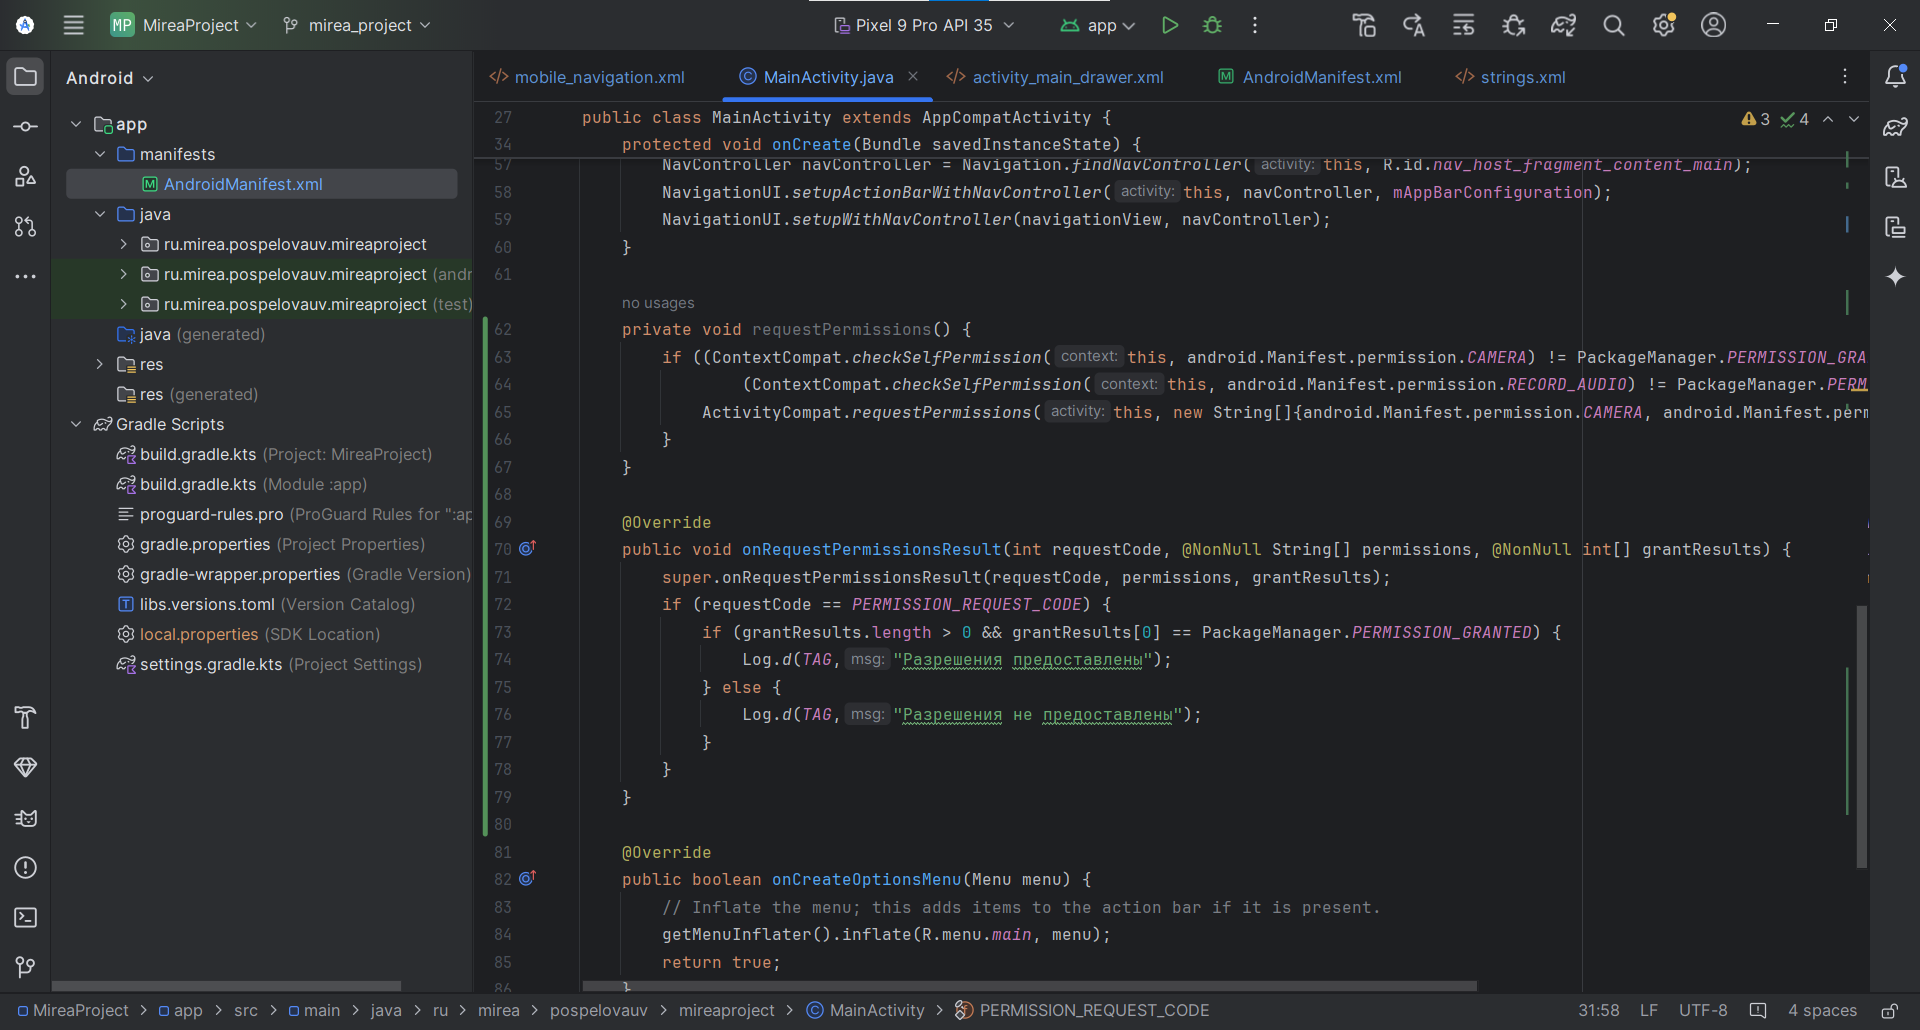 MP MireaProject mirea_project Pixel 9 Pro API 35 app
Android
app
manifests
AndroidManifest.xml
java
ru.mirea.pospelovauv.mireaproject
ru.mirea.pospelovauv.mireaproject (andr
ru.mirea.pospelovauv.mireaproject (test)
java (generated)
res
res (generated)
Gradle Scripts
build.gradle.kts (Project: MireaProject)
build.gradle.kts (Module :app)
proguard-rules.pro (ProGuard Rules for ":ap
gradle.properties (Project Properties)
gradle-wrapper.properties (Gradle Version)
libs.versions.toml (Version Catalog)
local.properties (SDK Location)
settings.gradle.kts (Project Settings)
mobile_navigation.xml MainActivity.java activity_main_drawer.xml AndroidManifest.xml strings.xml
3 4
27 public class MainActivity extends AppCompatActivity {
34 protected void onCreate(Bundle savedInstanceState) {
57 NavController navController = Navigation.findNavController( activity: this, R.id.nav_host_fragment_content_main);
58 NavigationUI.setupActionBarWithNavController( activity: this, navController, mAppBarConfiguration);
59 NavigationUI.setupWithNavController(navigationView, navController);
60 }
61
no usages
62 private void requestPermissions() {
63 if ((ContextCompat.checkSelfPermission( context: this, android.Manifest.permission.CAMERA) != PackageManager.PERMISSION_GRA
64 (ContextCompat.checkSelfPermission( context: this, android.Manifest.permission.RECORD_AUDIO) != PackageManager.PERM
65 ActivityCompat.requestPermissions( activity: this, new String[]{android.Manifest.permission.CAMERA, android.Manifest.perm
66 }
67 }
68
69 @Override
70 public void onRequestPermissionsResult(int requestCode, @NonNull String[] permissions, @NonNull int[] grantResults) {
71 super.onRequestPermissionsResult(requestCode, permissions, grantResults);
72 if (requestCode == PERMISSION_REQUEST_CODE) {
73 if (grantResults.length > 0 && grantResults[0] == PackageManager.PERMISSION_GRANTED) {
74 Log.d(TAG, msg: "Разрешения предоставлены");
75 } else {
76 Log.d(TAG, msg: "Разрешения не предоставлены");
77 }
78 }
79 }
80
81 @Override
82 public boolean onCreateOptionsMenu(Menu menu) {
83 // Inflate the menu; this adds items to the action bar if it is present.
84 getMenuInflater().inflate(R.menu.main, menu);
85 return true;
86 }
MireaProject > app > src > main > java > ru > mirea > pospelovauv > mireaproject > MainActivity > PERMISSION_REQUEST_CODE 31:58 LF UTF-8 4 spaces